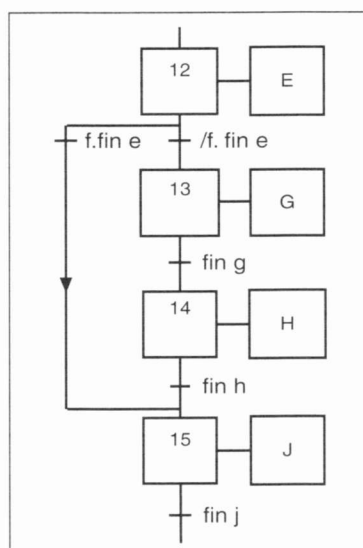 12 E
f.fin e /f. fin e
13 G
fin g
14 H
fin h
15 J
fin j